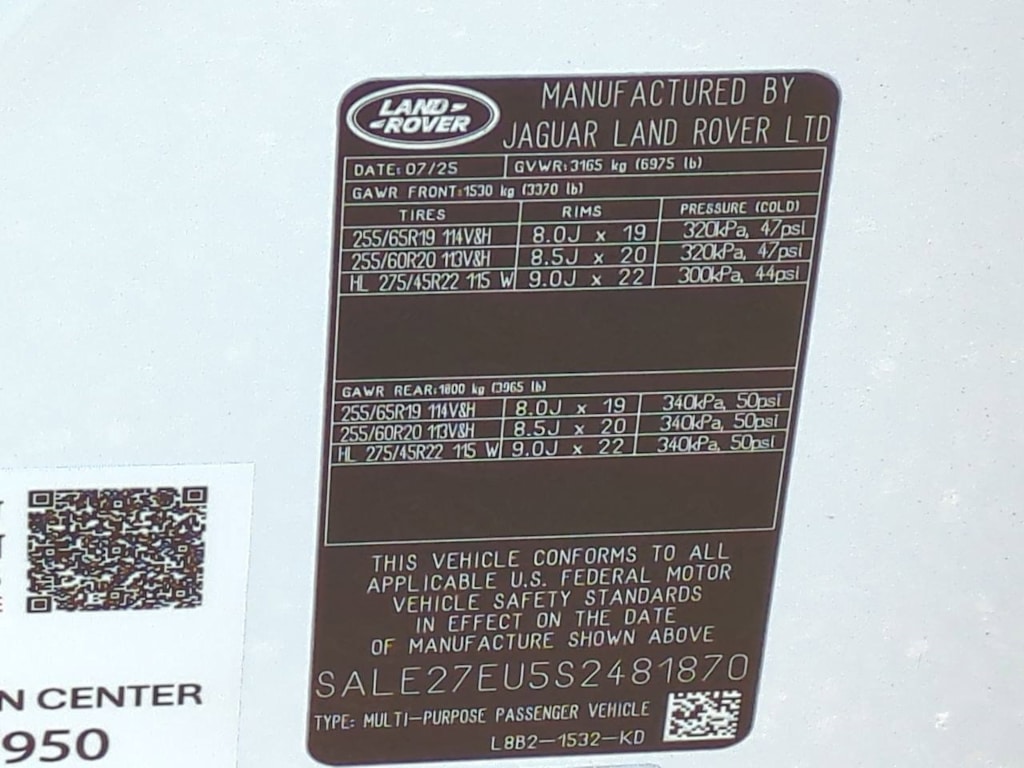 LAND
ROVER
MANUFACTURED BY
JAGUAR LAND ROVER LTD
DATE: 07/25 GVWR: 3165 kg (6975 lb)
GAWR FRONT: 1530 kg (3370 lb)
TIRES RIMS PRESSURE (COLD)
255/65R19 114V&H 8.0J x 19 320kPa, 47psi
255/60R20 113V&H 8.5J x 20 320kPa, 47psi
HL 275/45R22 115 W 9.0J x 22 300kPa, 44psi
GAWR REAR: 1800 kg (3965 lb)
255/65R19 114V&H 8.0J x 19 340kPa, 50psi
255/60R20 113V&H 8.5J x 20 340kPa, 50psi
HL 275/45R22 115 W 9.0J x 22 340kPa, 50psi
THIS VEHICLE CONFORMS TO ALL
APPLICABLE U.S. FEDERAL MOTOR
VEHICLE SAFETY STANDARDS
IN EFFECT ON THE DATE
OF MANUFACTURE SHOWN ABOVE
SALE27EU5S2481870
TYPE: MULTI-PURPOSE PASSENGER VEHICLE
L8B2-1532-KD
N CENTER
950